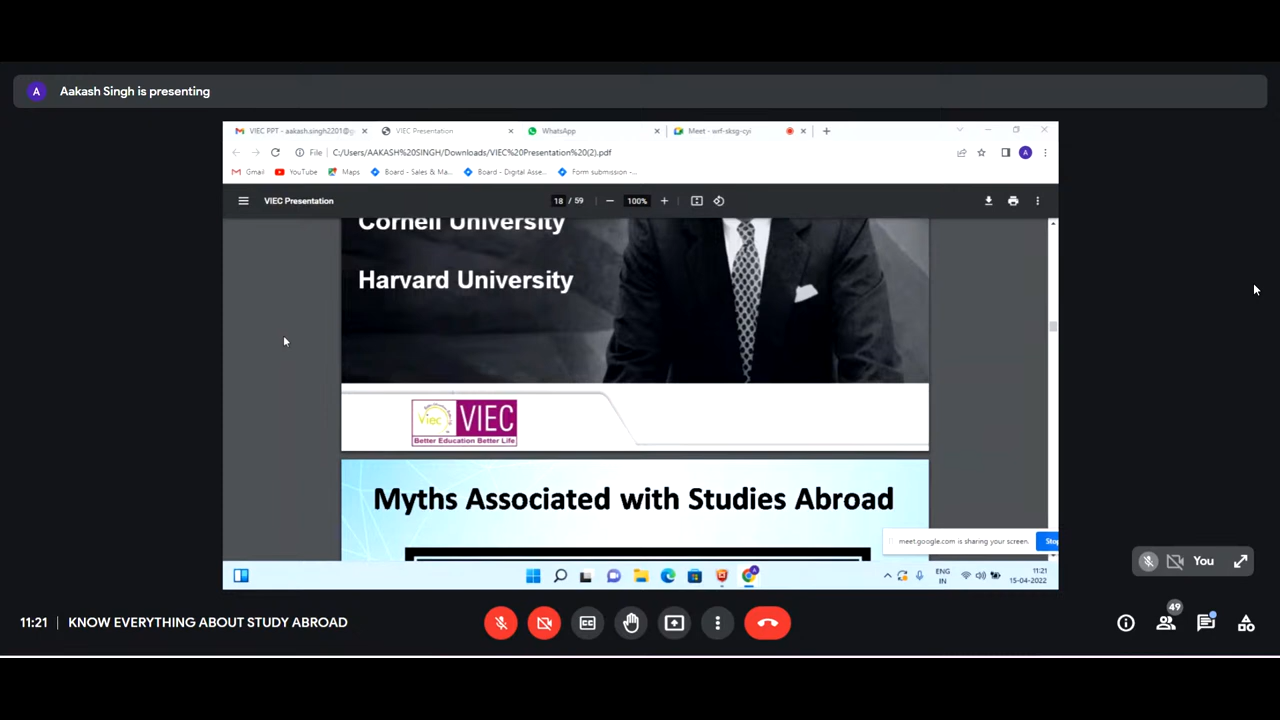 A Aakash Singh is presenting
VIEC PPT - aakash.singh2201@g
VIEC Presentation
WhatsApp
Meet - wrf-sksg-cyi
File C:/Users/AAKASH%20SINGH/Downloads/VIEC%20Presentation%20(2).pdf
A
Gmail YouTube Maps Board - Sales & Ma... Board - Digital Asse... Form submission -...
VIEC Presentation 18 / 59 100%
Cornell University
Harvard University
Viec VIEC
Better Education Better Life
Myths Associated with Studies Abroad
meet.google.com is sharing your screen. Stop
You
ENG
IN
11:21
15-04-2022
11:21 KNOW EVERYTHING ABOUT STUDY ABROAD
49